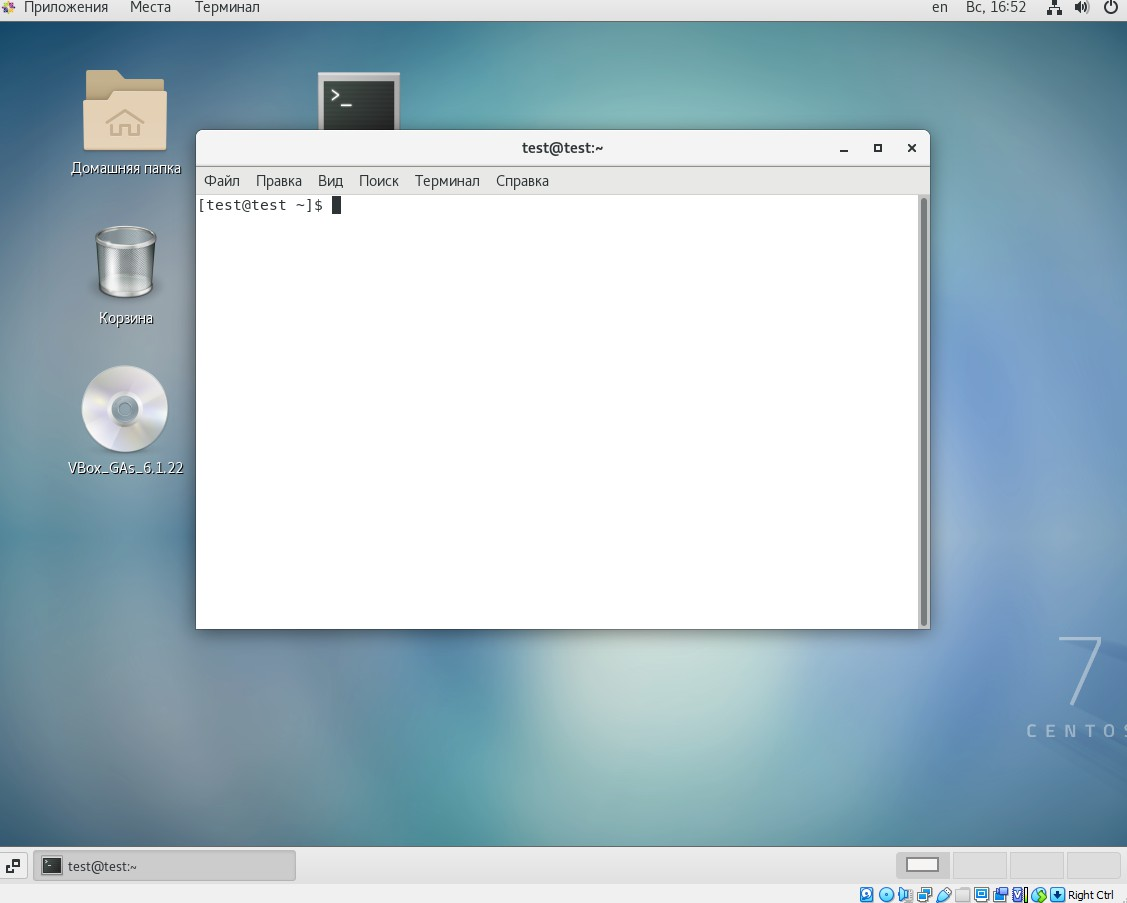 Приложения Места Терминал en Вс, 16:52
>_
Домашняя папка
test@test:~
Файл Правка Вид Поиск Терминал Справка
[test@test ~]$
Корзина
VBox_GAs_6.1.22
7
CENTOS
test@test:~
Right Ctrl